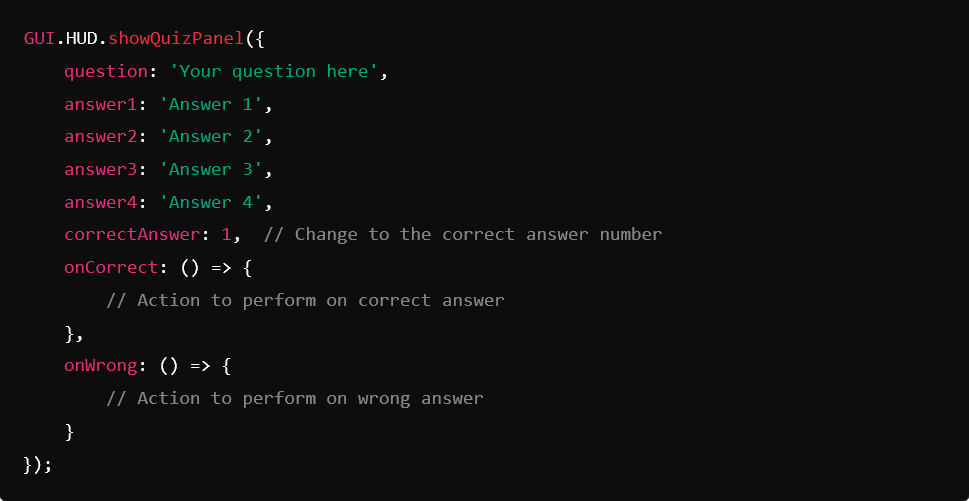 GUI.HUD.showQuizPanel({
    question: 'Your question here',
    answer1: 'Answer 1',
    answer2: 'Answer 2',
    answer3: 'Answer 3',
    answer4: 'Answer 4',
    correctAnswer: 1,  // Change to the correct answer number
    onCorrect: () => {
        // Action to perform on correct answer
    },
    onWrong: () => {
        // Action to perform on wrong answer
    }
});